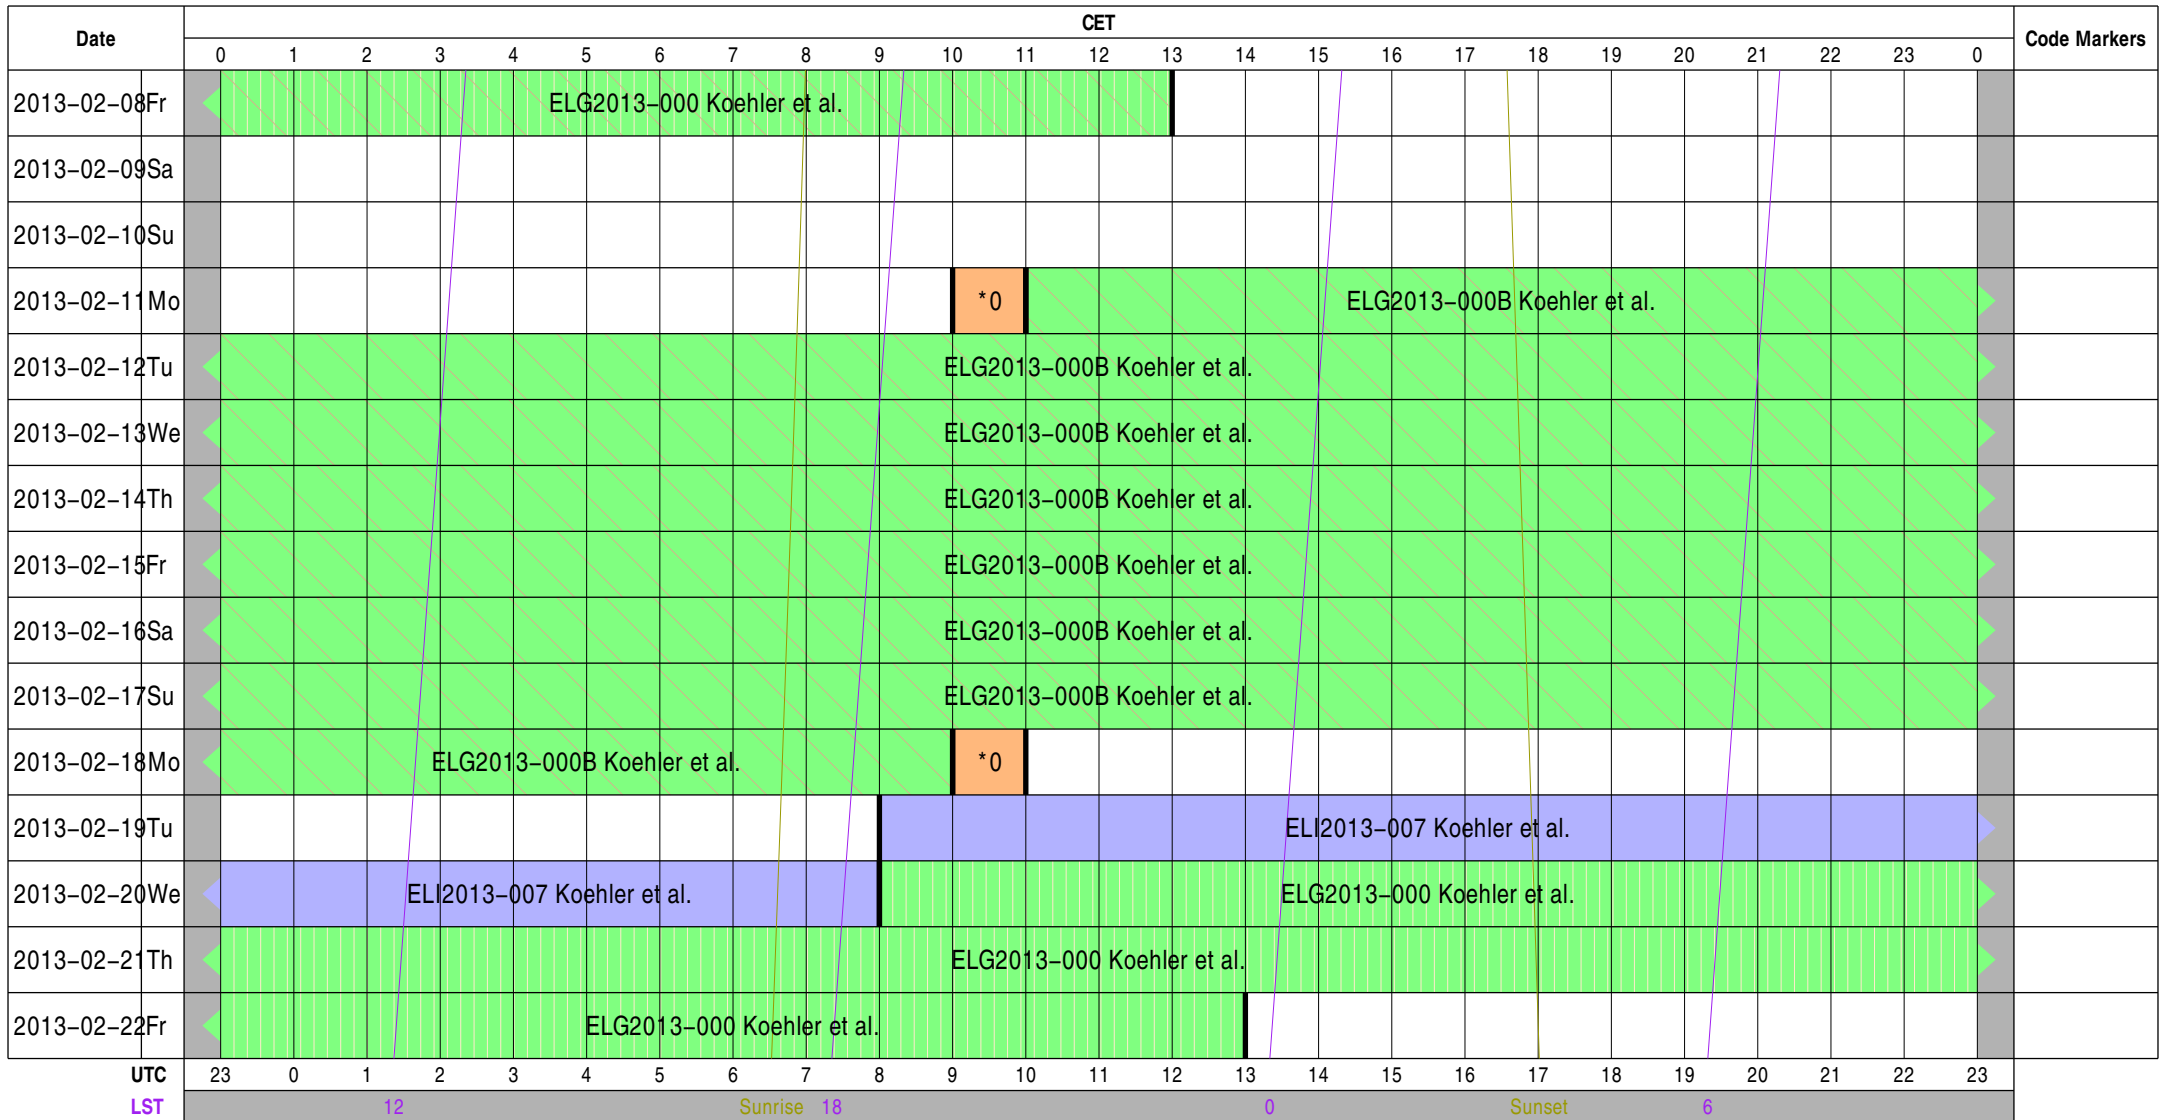 Date CET Code Markers
0 1 2 3 4 5 6 7 8 9 10 11 12 13 14 15 16 17 18 19 20 21 22 23 0
2013-02-08Fr ELG2013-000 Koehler et al.
2013-02-09Sa
2013-02-10Su
2013-02-11Mo *0 ELG2013-000B Koehler et al.
2013-02-12Tu ELG2013-000B Koehler et al.
2013-02-13We ELG2013-000B Koehler et al.
2013-02-14Th ELG2013-000B Koehler et al.
2013-02-15Fr ELG2013-000B Koehler et al.
2013-02-16Sa ELG2013-000B Koehler et al.
2013-02-17Su ELG2013-000B Koehler et al.
2013-02-18Mo ELG2013-000B Koehler et al. *0
2013-02-19Tu ELI2013-007 Koehler et al.
2013-02-20We ELI2013-007 Koehler et al. ELG2013-000 Koehler et al.
2013-02-21Th ELG2013-000 Koehler et al.
2013-02-22Fr ELG2013-000 Koehler et al.
UTC 23 0 1 2 3 4 5 6 7 8 9 10 11 12 13 14 15 16 17 18 19 20 21 22 23
LST 12 Sunrise 18 0 Sunset 6